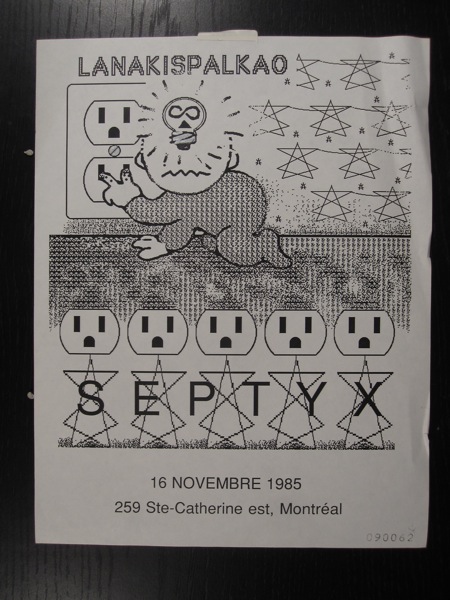 LANAKISPALKAO
SEPTYX
16 NOVEMBRE 1985
259 Ste-Catherine est, Montréal
090062